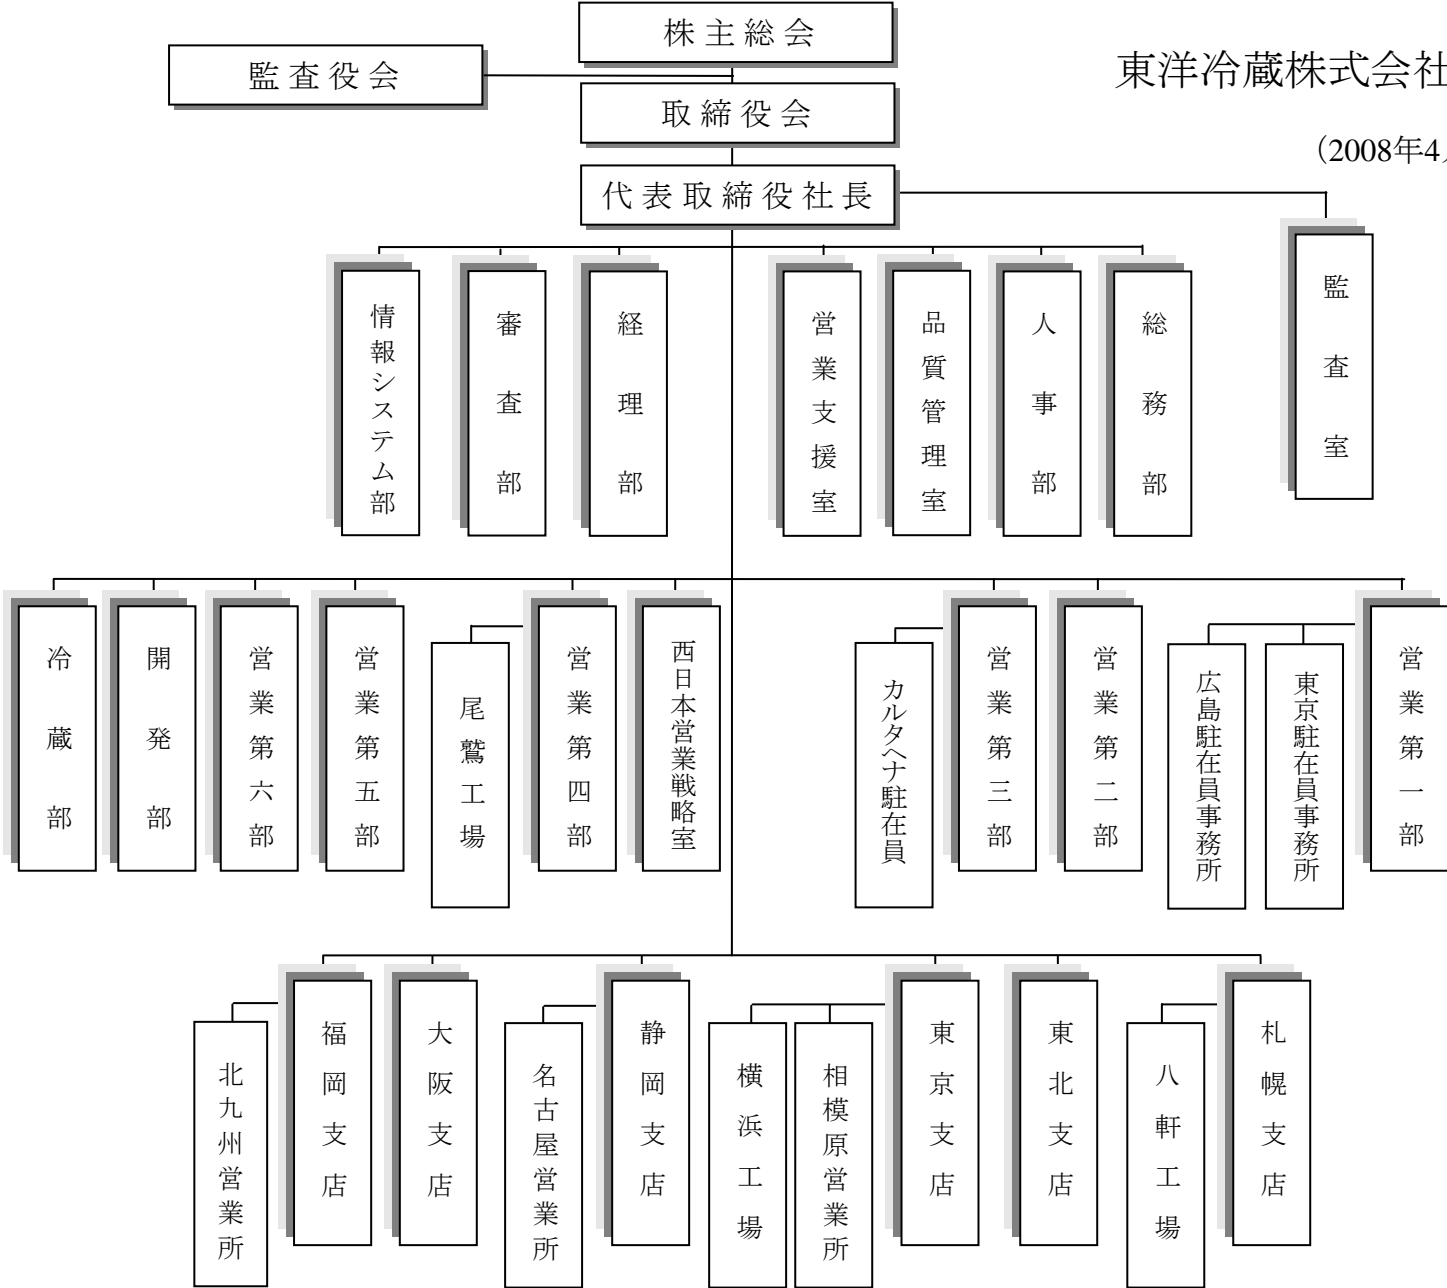 株主総会
監査役会
東洋冷蔵株式会社
取締役会
(2008年4
代表取締役社長
監査室
総務部
人事部
品質管理室
営業支援室
経理部
審査部
情報システム部
営業第一部
東京駐在員事務所
広島駐在員事務所
営業第二部
営業第三部
カルタヘナ駐在員
西日本営業戦略室
営業第四部
尾鷲工場
営業第五部
営業第六部
開発部
冷蔵部
札幌支店
八軒工場
東北支店
東京支店
相模原営業所
横浜工場
静岡支店
名古屋営業所
大阪支店
福岡支店
北九州営業所